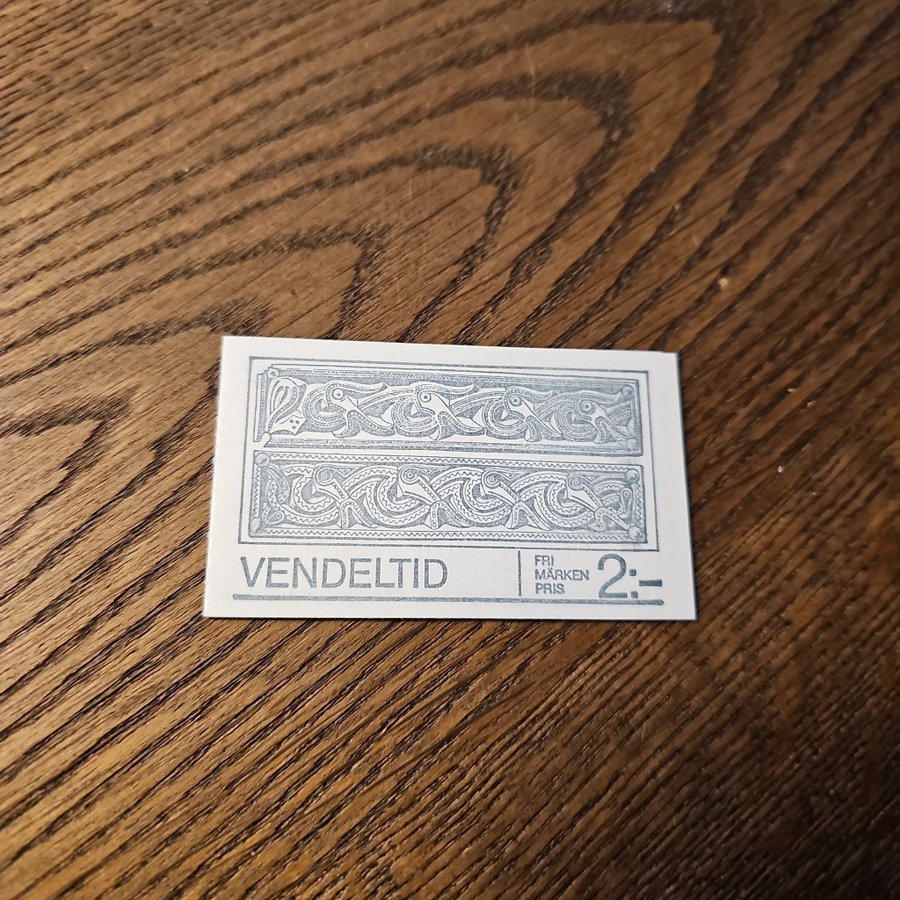 VENDELTID
FRI
MÄRKEN
PRIS
2:-